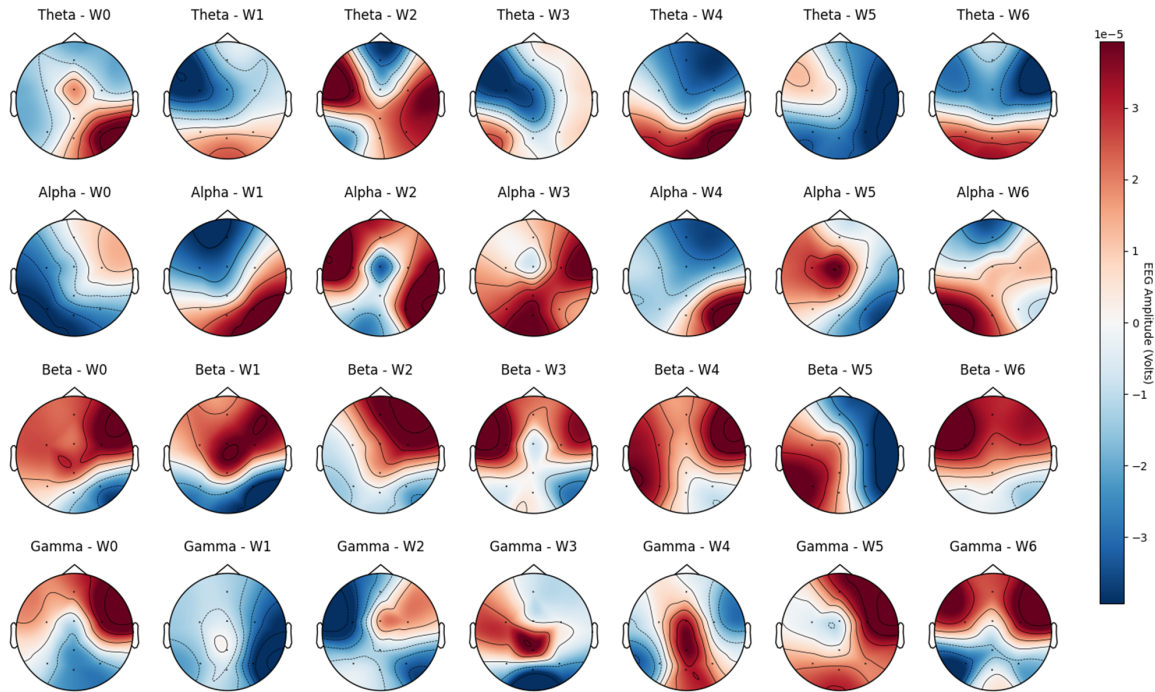 Theta - W0 Theta - W1 Theta - W2 Theta - W3 Theta - W4 Theta - W5 Theta - W6
1e−5
Alpha - W0 Alpha - W1 Alpha - W2 Alpha - W3 Alpha - W4 Alpha - W5 Alpha - W6
Beta - W0 Beta - W1 Beta - W2 Beta - W3 Beta - W4 Beta - W5 Beta - W6
Gamma - W0 Gamma - W1 Gamma - W2 Gamma - W3 Gamma - W4 Gamma - W5 Gamma - W6
3
2
1
0
−1
−2
−3
EEG Amplitude (Volts)